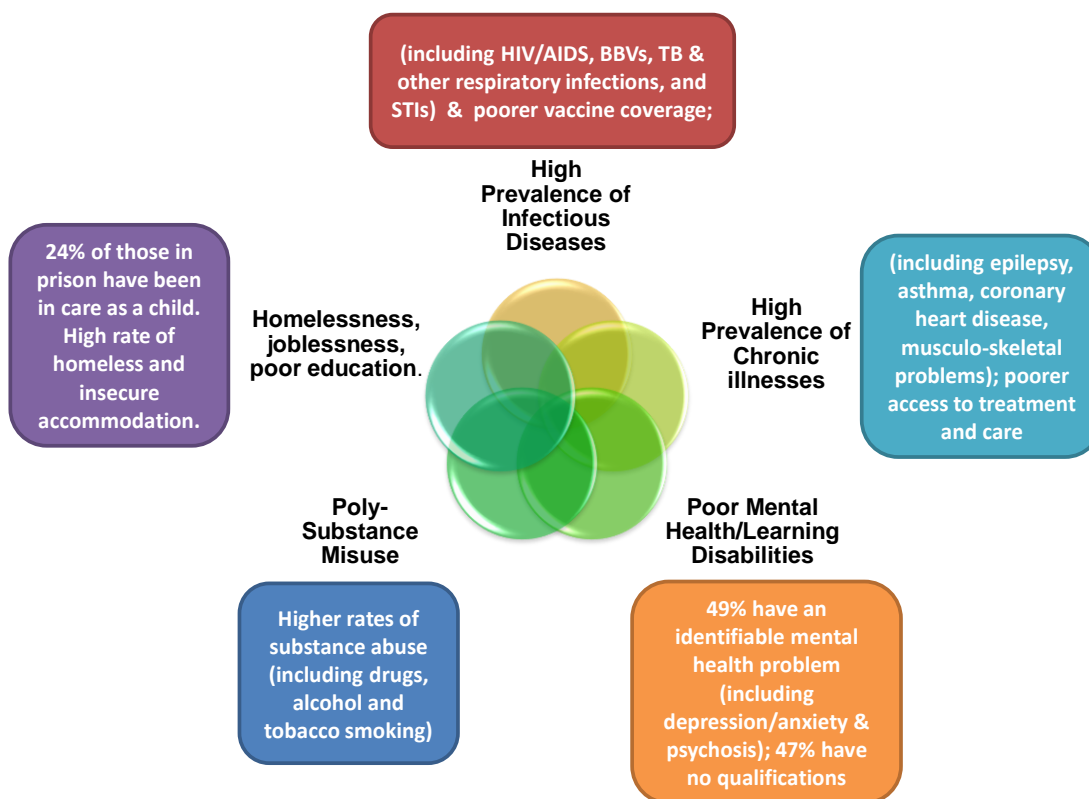 (including HIV/AIDS, BBVs, TB &
other respiratory infections, and
STIs) & poorer vaccine coverage;
High
Prevalence of
Infectious
Diseases
24% of those in
prison have been
in care as a child.
High rate of
homeless and
insecure
accommodation.
Homelessness,
joblessness,
poor education.
High
Prevalence of
Chronic
illnesses
(including epilepsy,
asthma, coronary
heart disease,
musculo-skeletal
problems); poorer
access to treatment
and care
Poly-
Substance
Misuse
Poor Mental
Health/Learning
Disabilities
Higher rates of
substance abuse
(including drugs,
alcohol and
tobacco smoking)
49% have an
identifiable mental
health problem
(including
depression/anxiety &
psychosis); 47% have
no qualifications